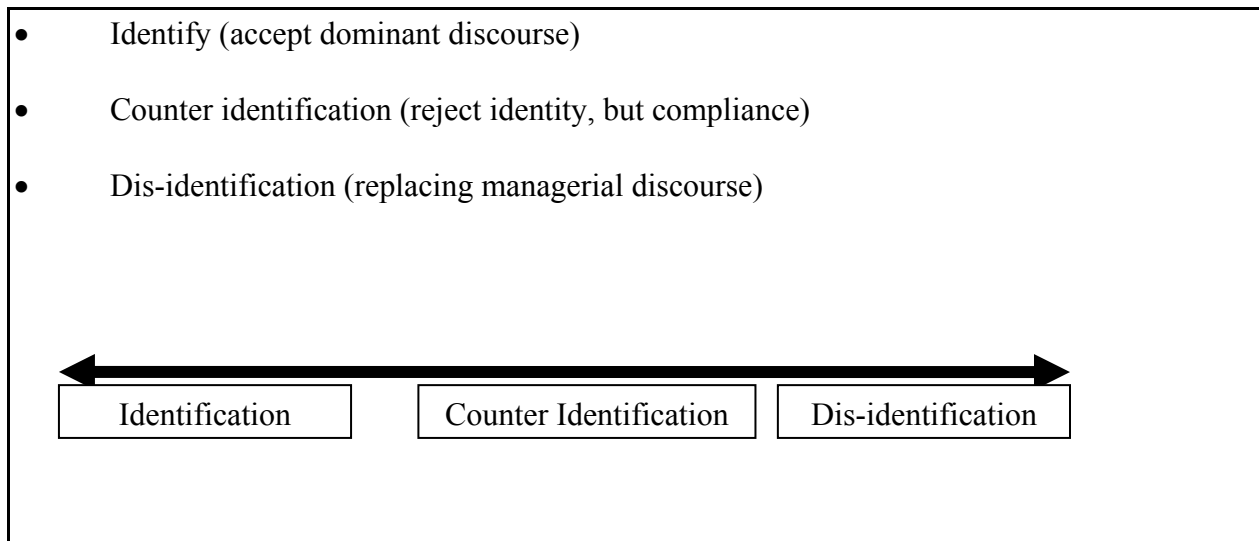 • Identify (accept dominant discourse)
• Counter identification (reject identity, but compliance)
• Dis-identification (replacing managerial discourse)
Identification
Counter Identification
Dis-identification